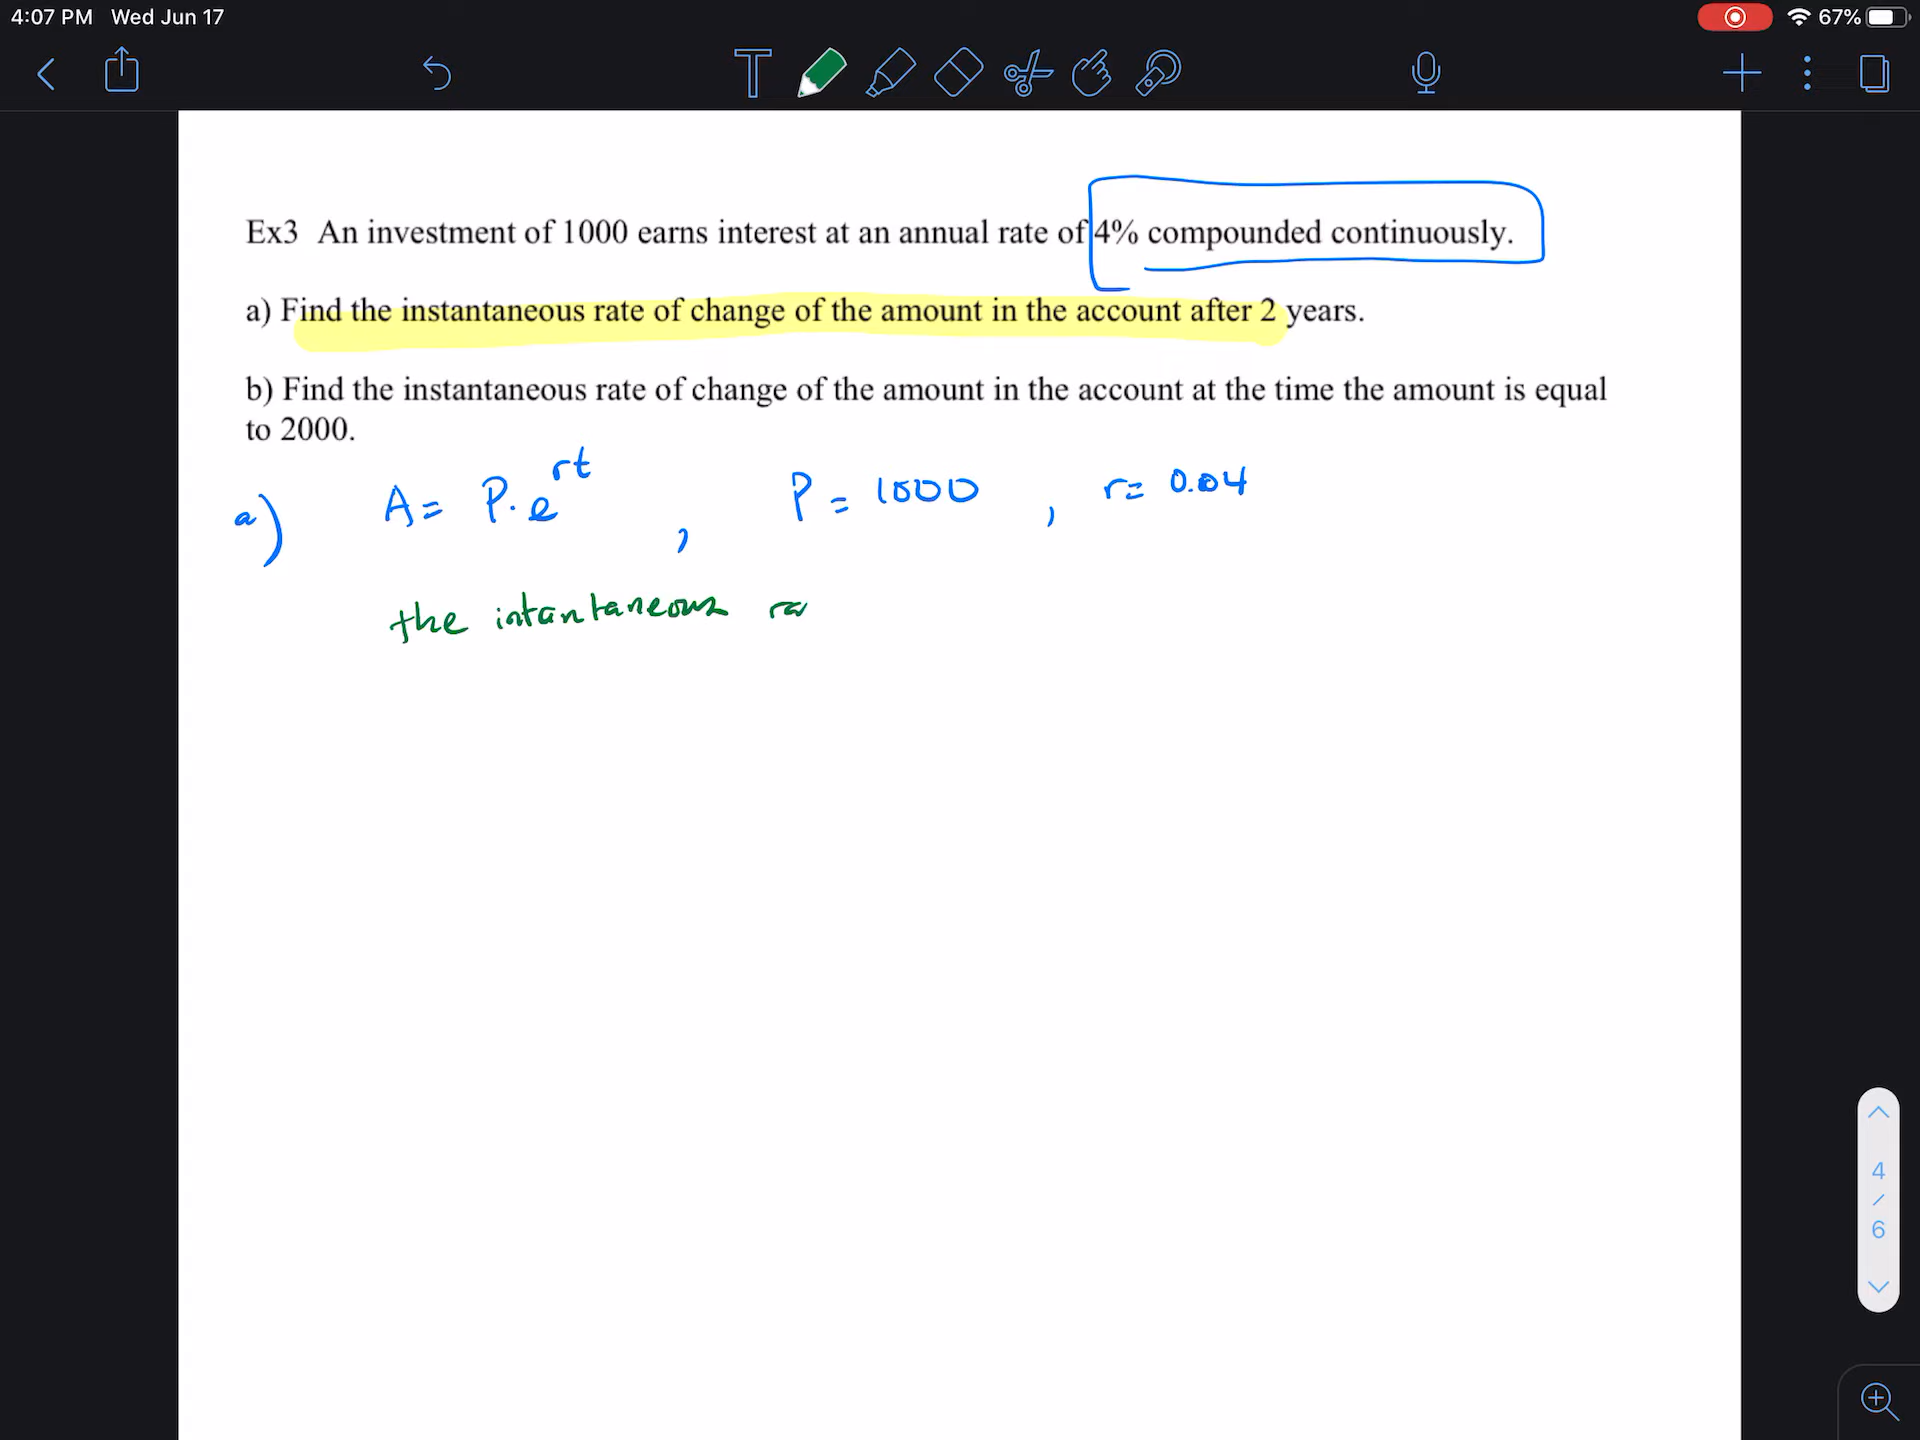 4:07 PM Wed Jun 17
67%
T
Ex3 An investment of 1000 earns interest at an annual rate of 4% compounded continuously.
a) Find the instantaneous rate of change of the amount in the account after 2 years.
b) Find the instantaneous rate of change of the amount in the account at the time the amount is equal
to 2000.
a) A = P·e^rt , P = 1000 , r = 0.04
the intantaneous ra
4
/
6